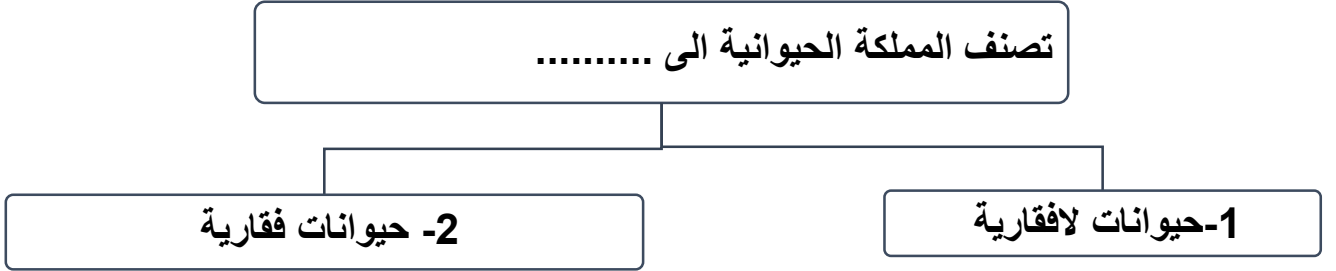 تصنف المملكة الحيوانية الى ..........
1-حيوانات لافقارية
2- حيوانات فقارية